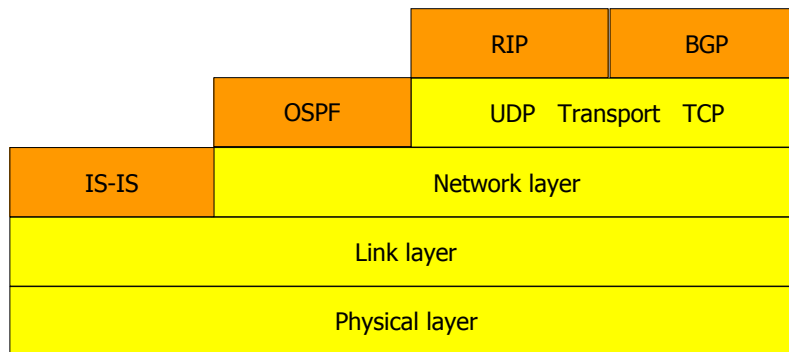 RIP BGP
OSPF UDP Transport TCP
IS-IS Network layer
Link layer
Physical layer